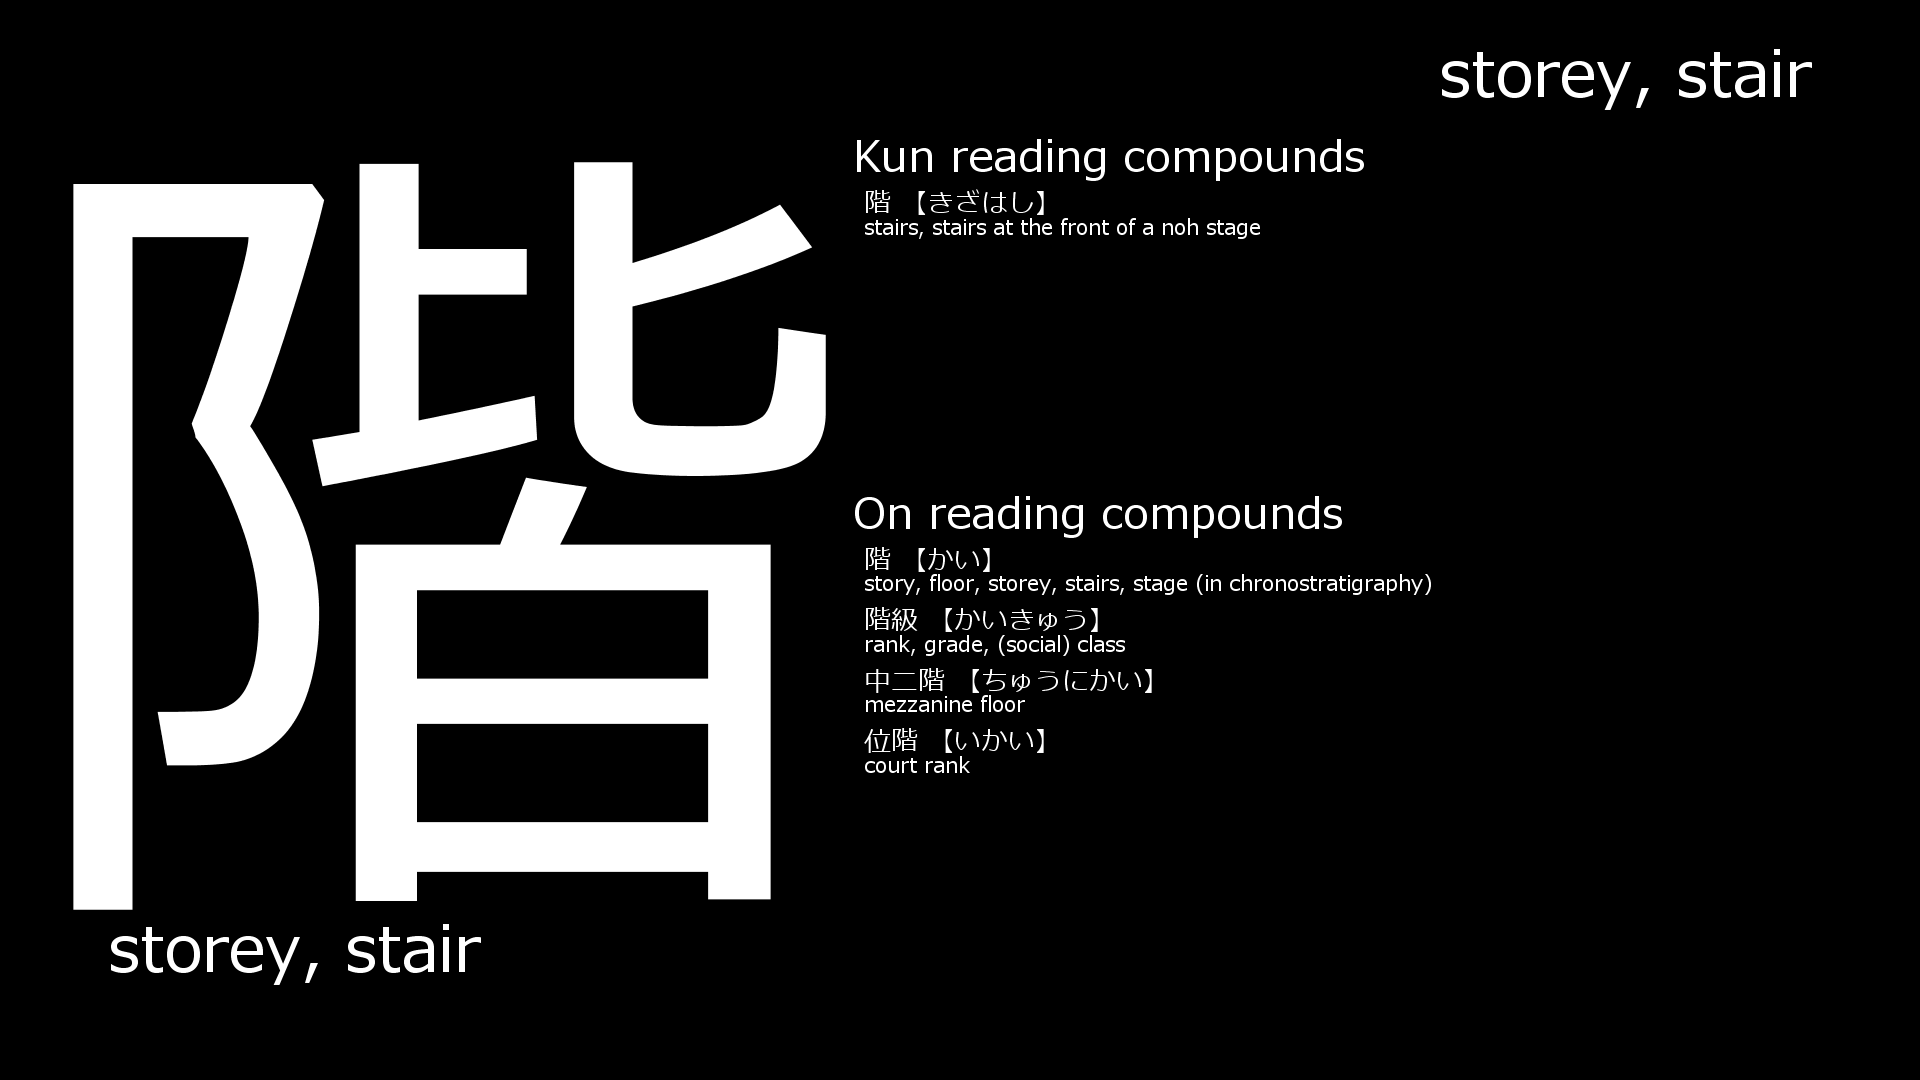 storey, stair
階
storey, stair
Kun reading compounds
階 【きざはし】
stairs, stairs at the front of a noh stage
On reading compounds
階 【かい】
story, floor, storey, stairs, stage (in chronostratigraphy)
階級 【かいきゅう】
rank, grade, (social) class
中二階 【ちゅうにかい】
mezzanine floor
位階 【いかい】
court rank